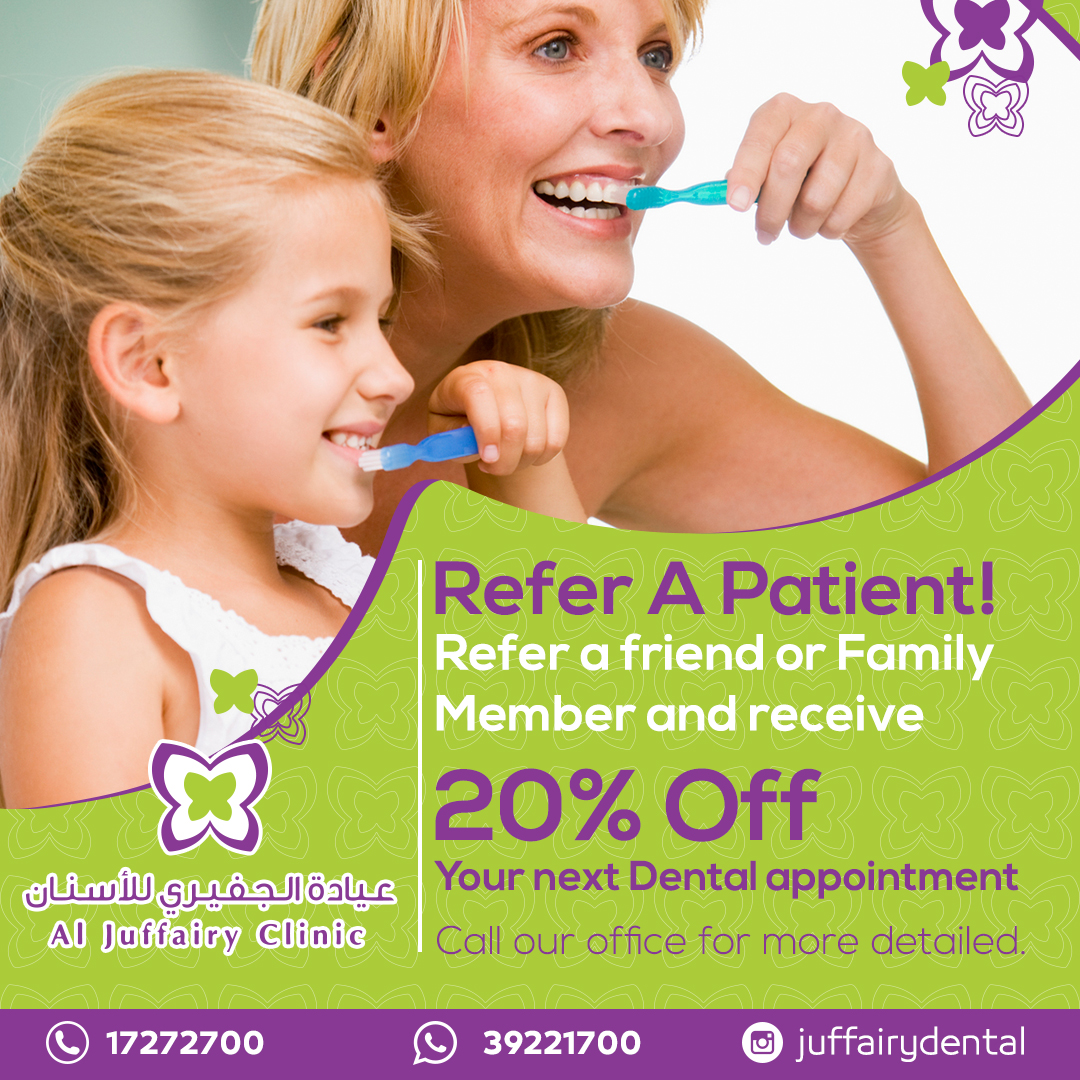 Refer A Patient!
Refer a friend or Family
Member and receive
20% Off
Your next Dental appointment
Call our office for more detailed.
عيادة الجفيري للأسنان
Al Juffairy Clinic
17272700
39221700
juffairydental